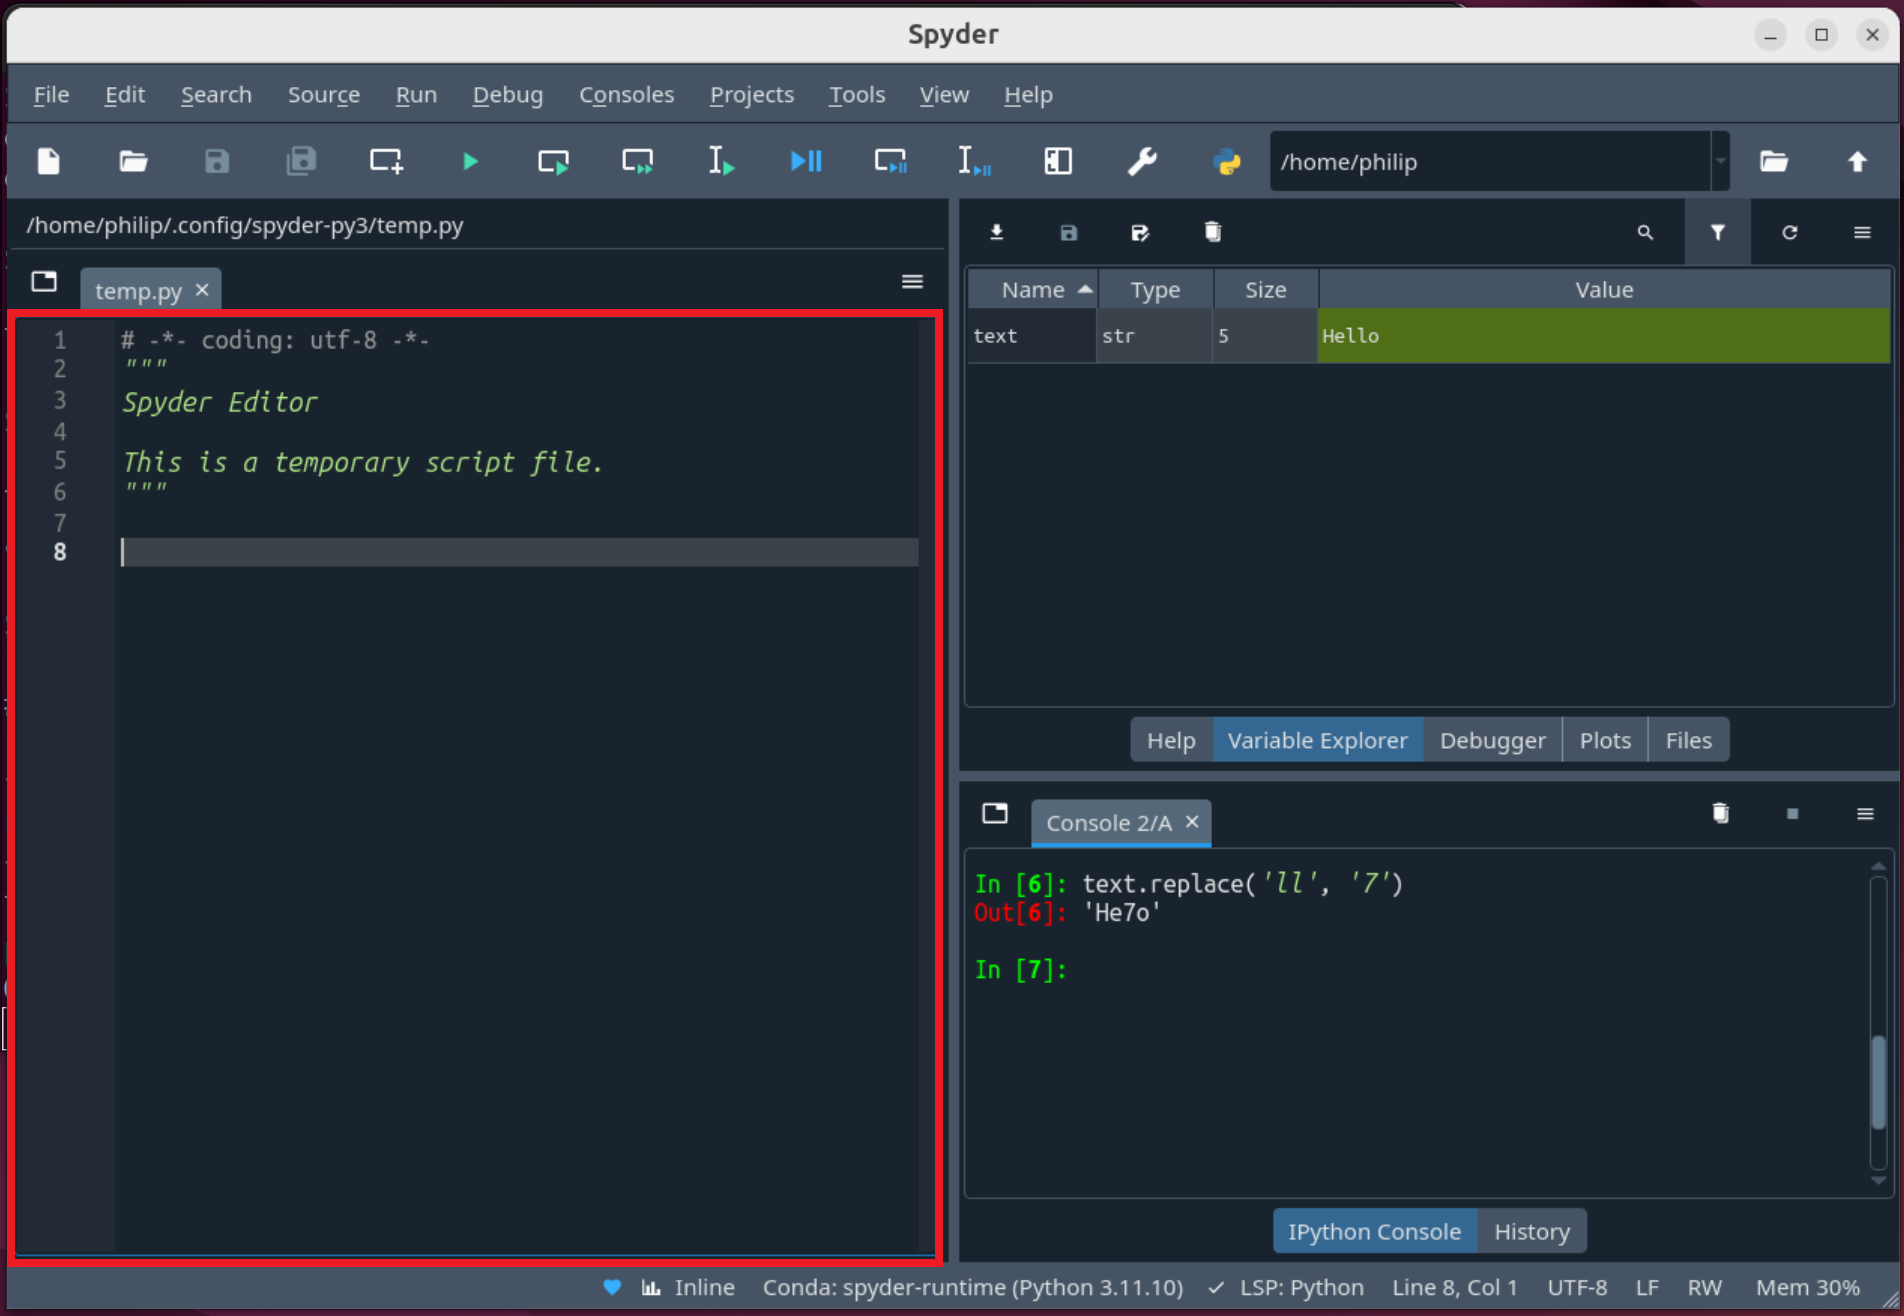 Spyder
File Edit Search Source Run Debug Consoles Projects Tools View Help
/home/philip
/home/philip/.config/spyder-py3/temp.py
temp.py
1 # -*- coding: utf-8 -*-
2 """
3 Spyder Editor
4
5 This is a temporary script file.
6 """
7
8
Name Type Size Value
text str 5 Hello
Help Variable Explorer Debugger Plots Files
Console 2/A
In [6]: text.replace('ll', '7')
Out[6]: 'He7o'
In [7]:
IPython Console History
Inline Conda: spyder-runtime (Python 3.11.10) ✓ LSP: Python Line 8, Col 1 UTF-8 LF RW Mem 30%